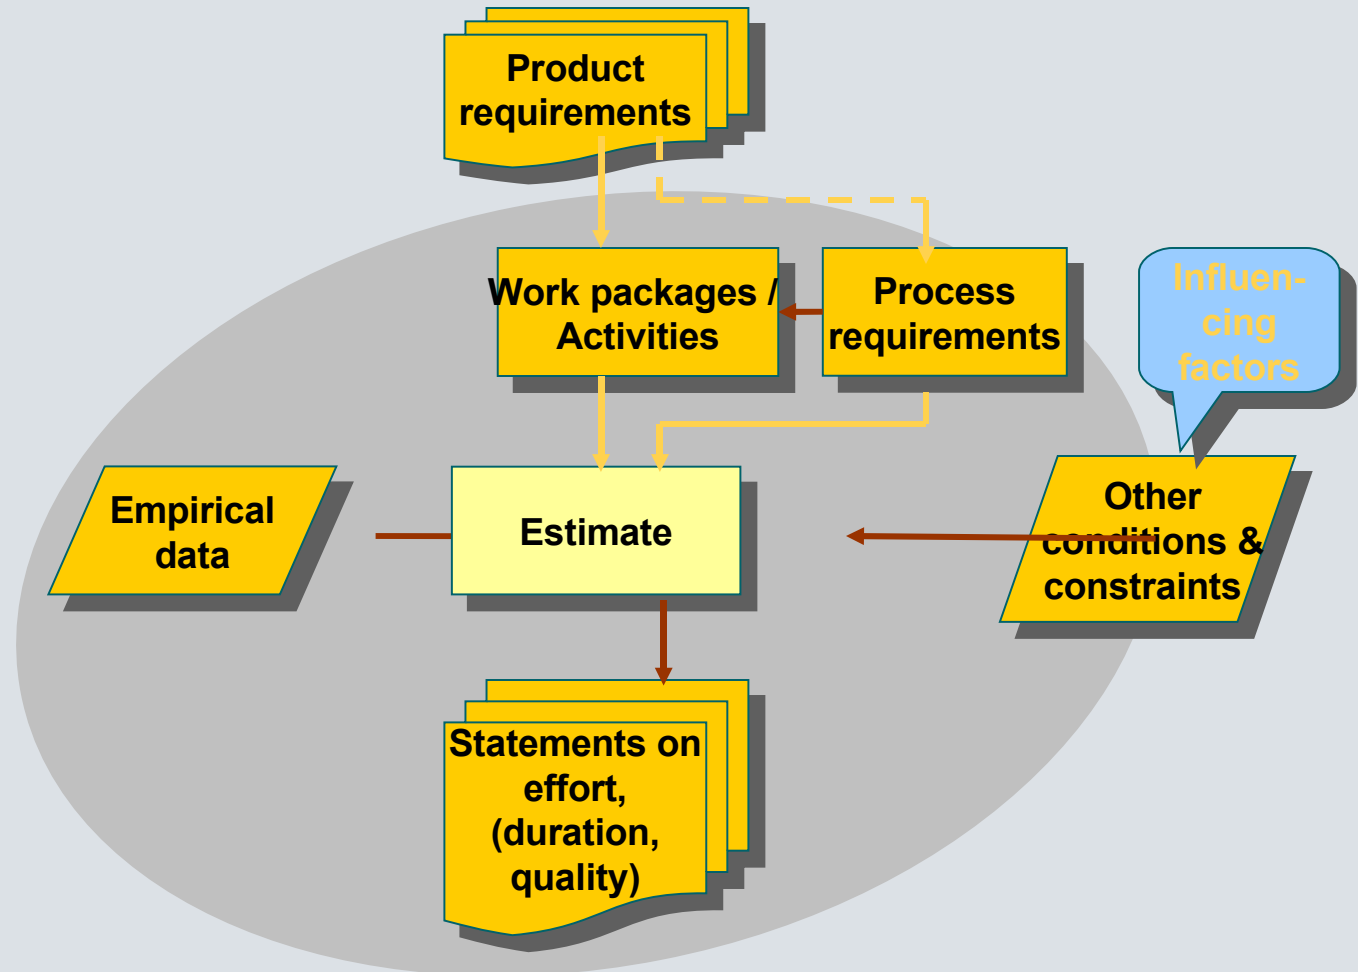 Product
requirements
Work packages /
Activities
Process
requirements
Influen-
cing
factors
Empirical
data
Estimate
Other
conditions &
constraints
Statements on
effort,
(duration,
quality)